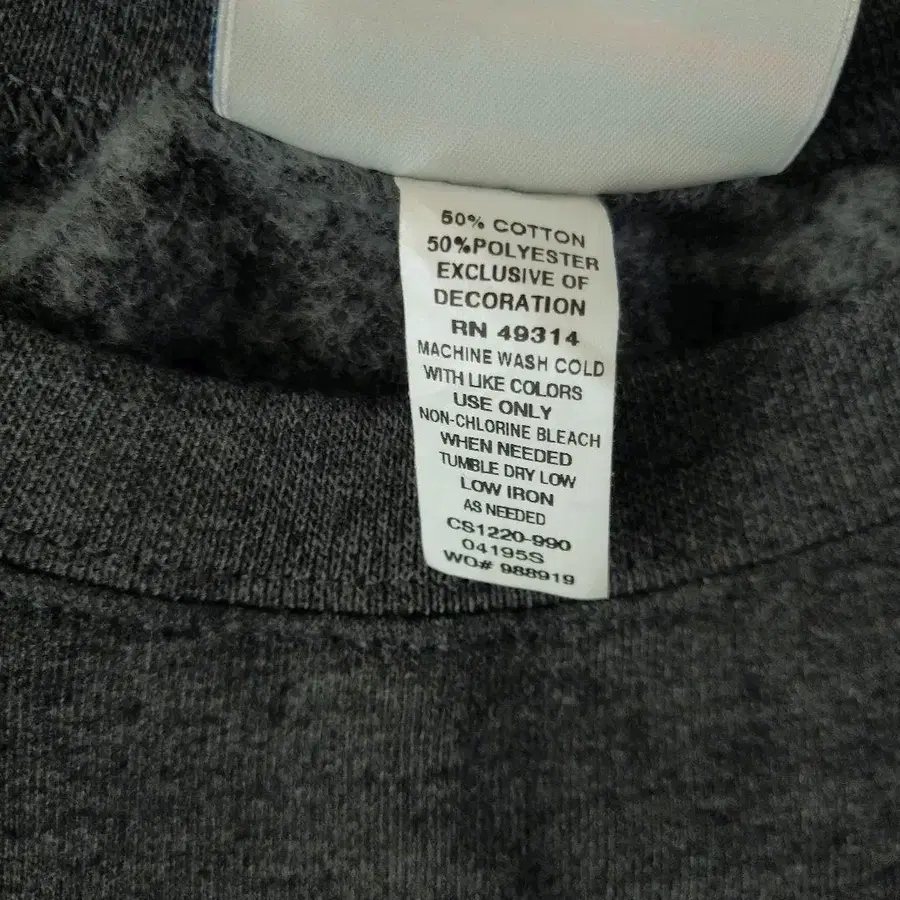 50% COTTON
50%POLYESTER
EXCLUSIVE OF
DECORATION
RN 49314
MACHINE WASH COLD
WITH LIKE COLORS
USE ONLY
NON-CHLORINE BLEACH
WHEN NEEDED
TUMBLE DRY LOW
LOW IRON
AS NEEDED
CS1220-990
04195S
WO# 988919